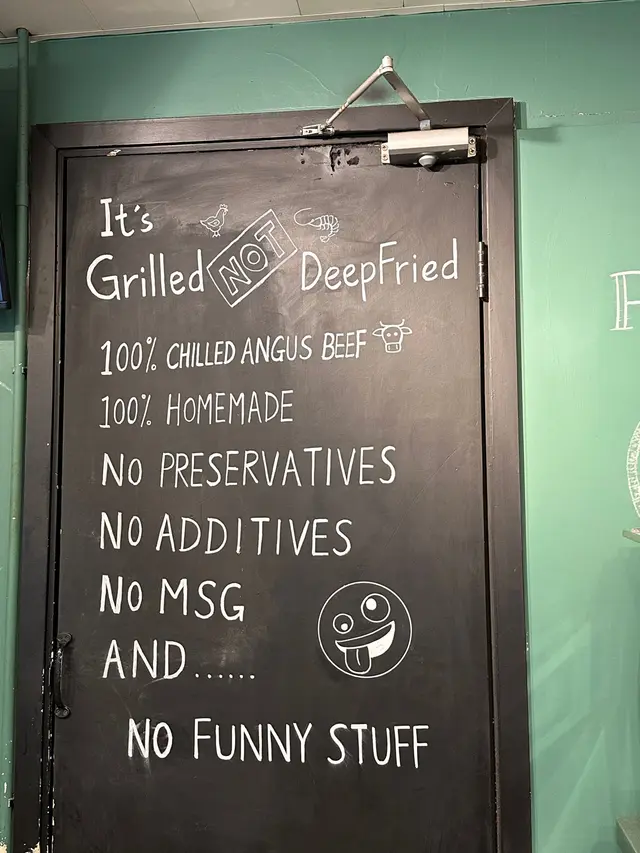 It's
Grilled NOT DeepFried
100% CHILLED ANGUS BEEF
100% HOMEMADE
NO PRESERVATIVES
NO ADDITIVES
NO MSG
AND......
NO FUNNY STUFF